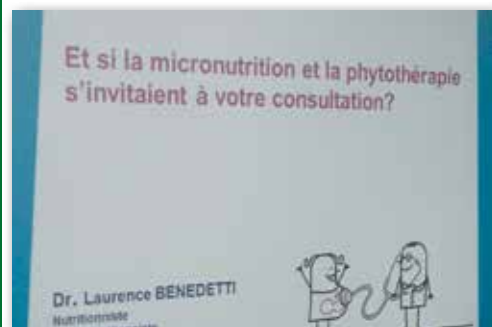 Et si la micronutrition et la phytothérapie
s'invitaient à votre consultation?
Dr. Laurence BENEDETTI
Nutritionniste